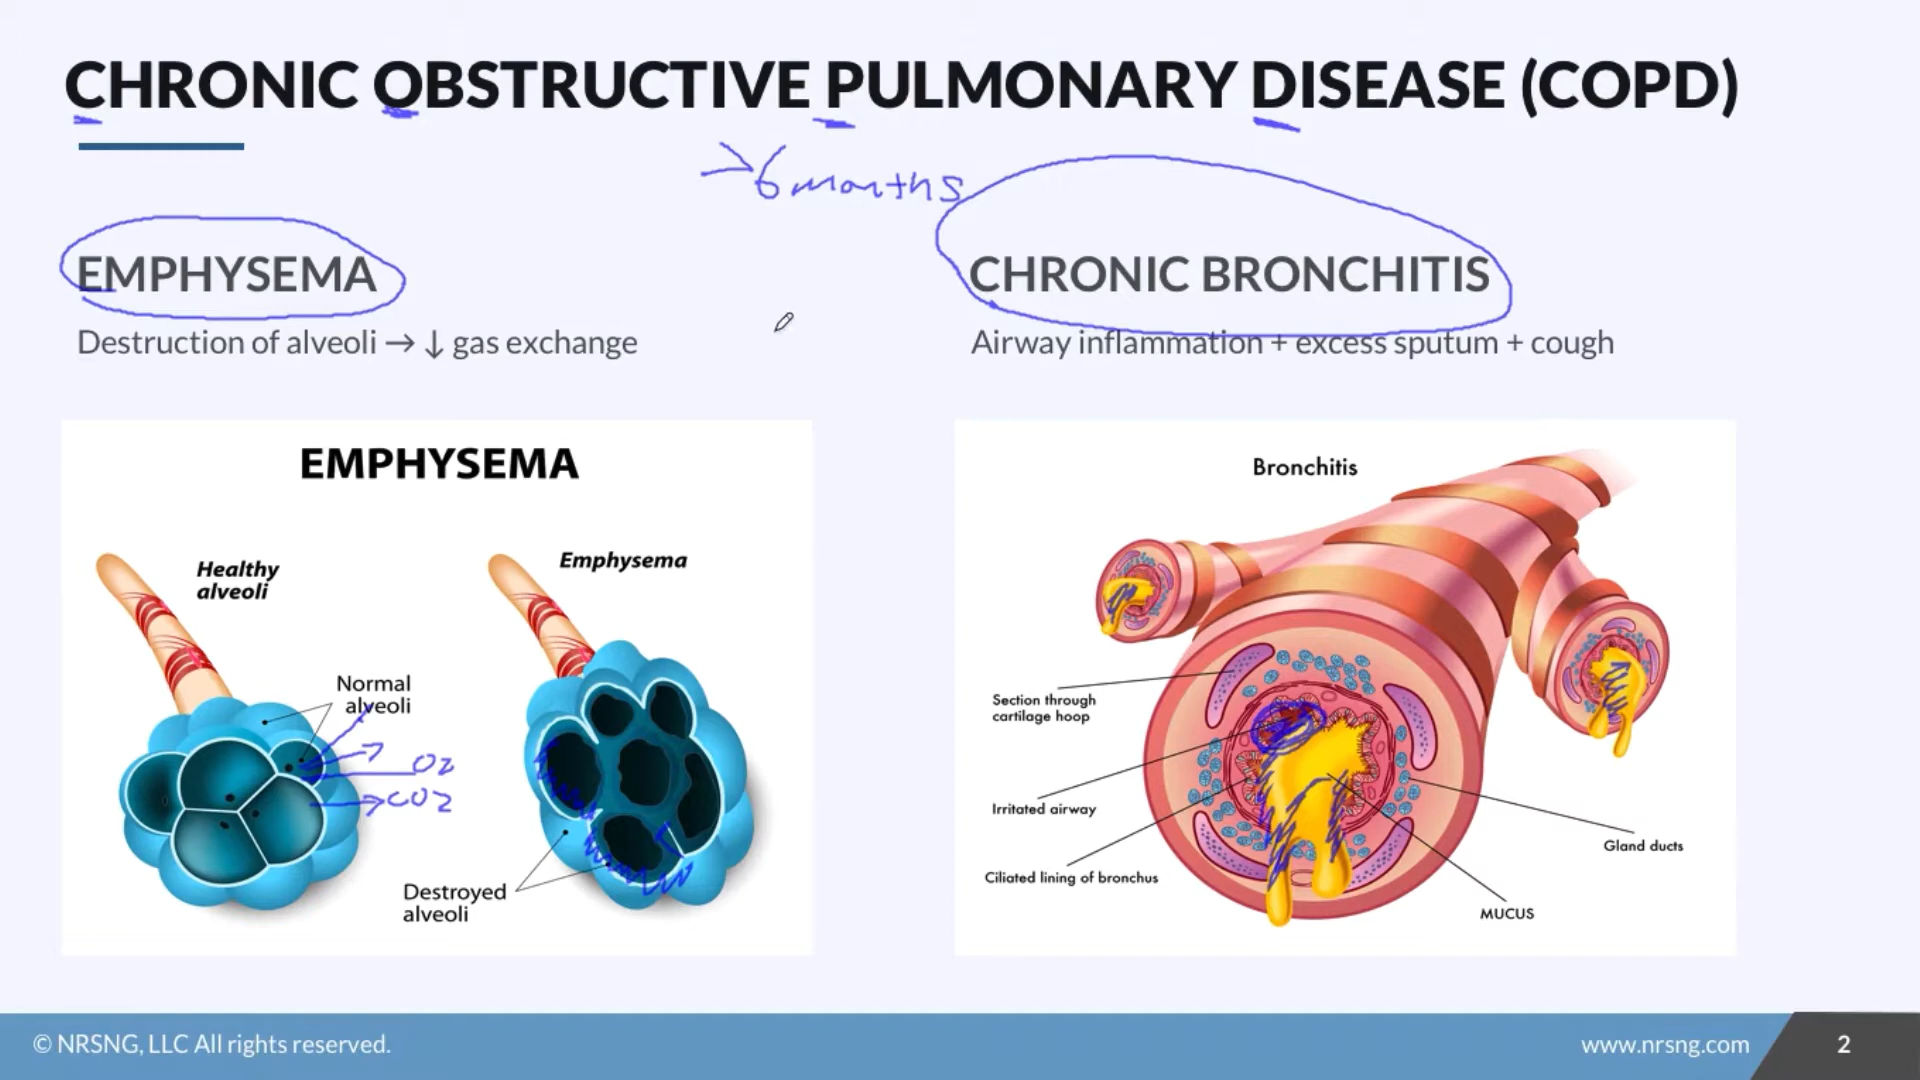 CHRONIC OBSTRUCTIVE PULMONARY DISEASE (COPD)
>6 months
EMPHYSEMA
Destruction of alveoli → ↓ gas exchange
CHRONIC BRONCHITIS
Airway inflammation + excess sputum + cough
EMPHYSEMA
Healthy
alveoli
Emphysema
Normal
alveoli
O2
CO2
Destroyed
alveoli
Bronchitis
Section through
cartilage hoop
Irritated airway
Ciliated lining of bronchus
Gland ducts
MUCUS
© NRSNG, LLC All rights reserved.
www.nrsng.com
2